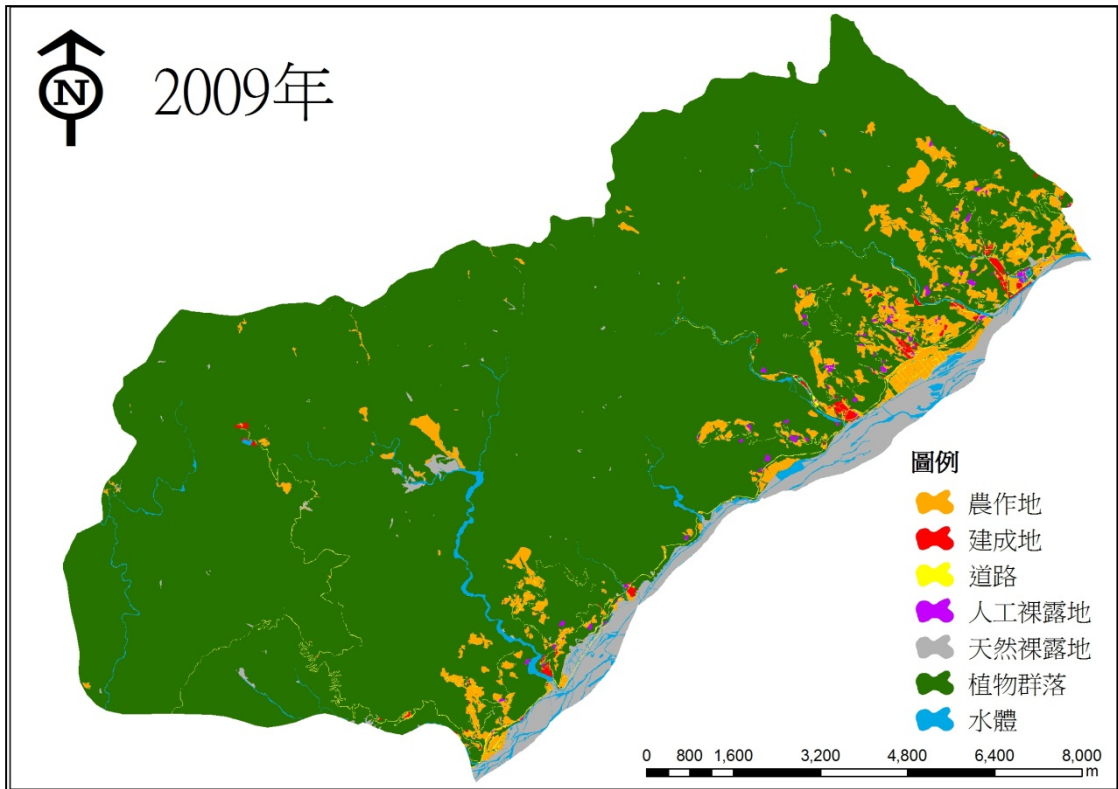 N
2009年
圖例
農作地
建成地
道路
人工裸露地
天然裸露地
植物群落
水體
0 800 1,600 3,200 4,800 6,400 8,000
m